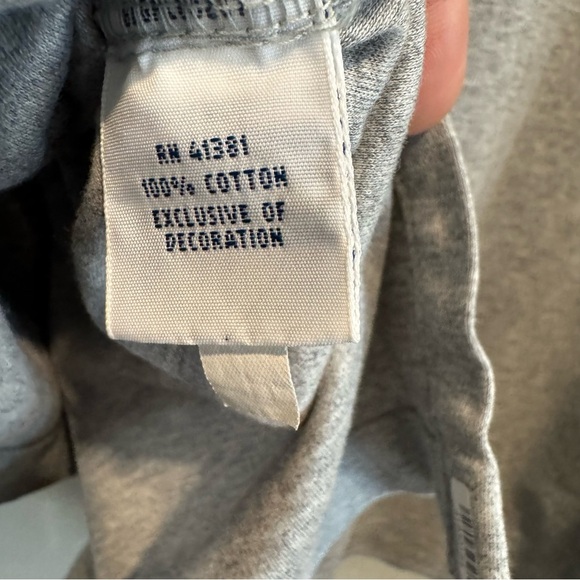 RN 41381
100% COTTON
EXCLUSIVE OF
DECORATION